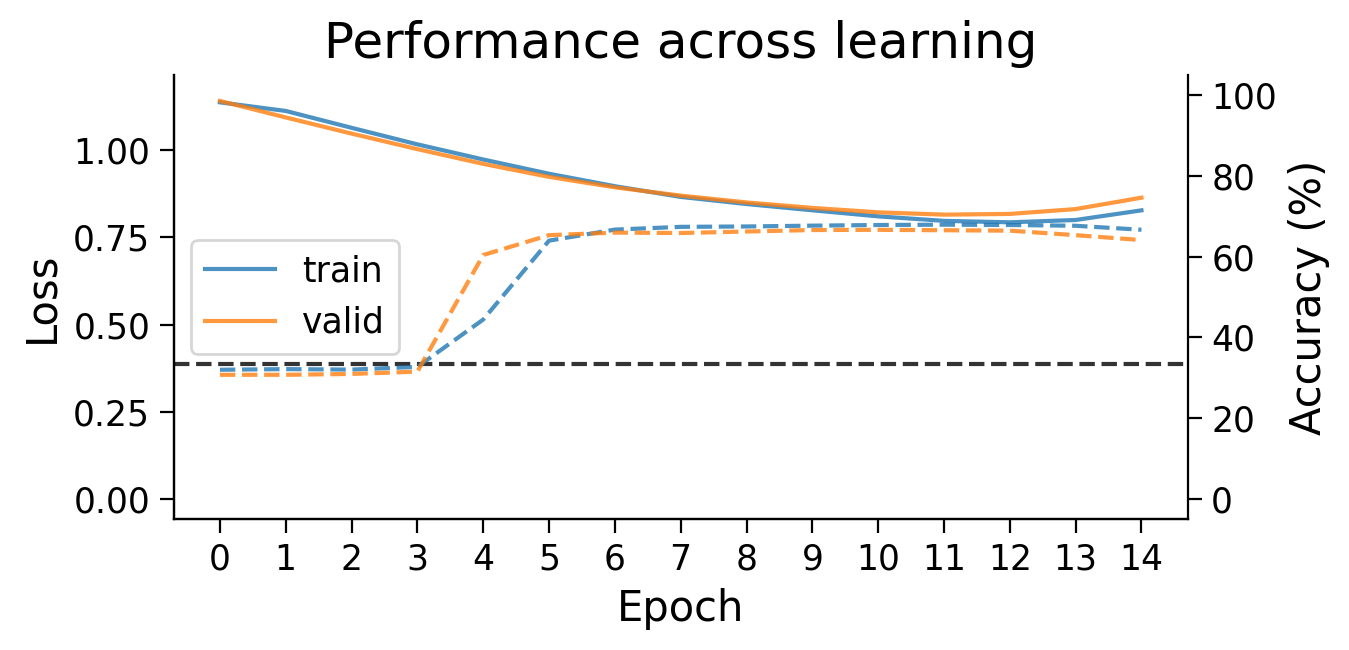 Performance across learning
1.00
0.75
0.50
0.25
0.00
Loss
train
valid
100
80
60
40
20
0
Accuracy (%)
0 1 2 3 4 5 6 7 8 9 10 11 12 13 14
Epoch